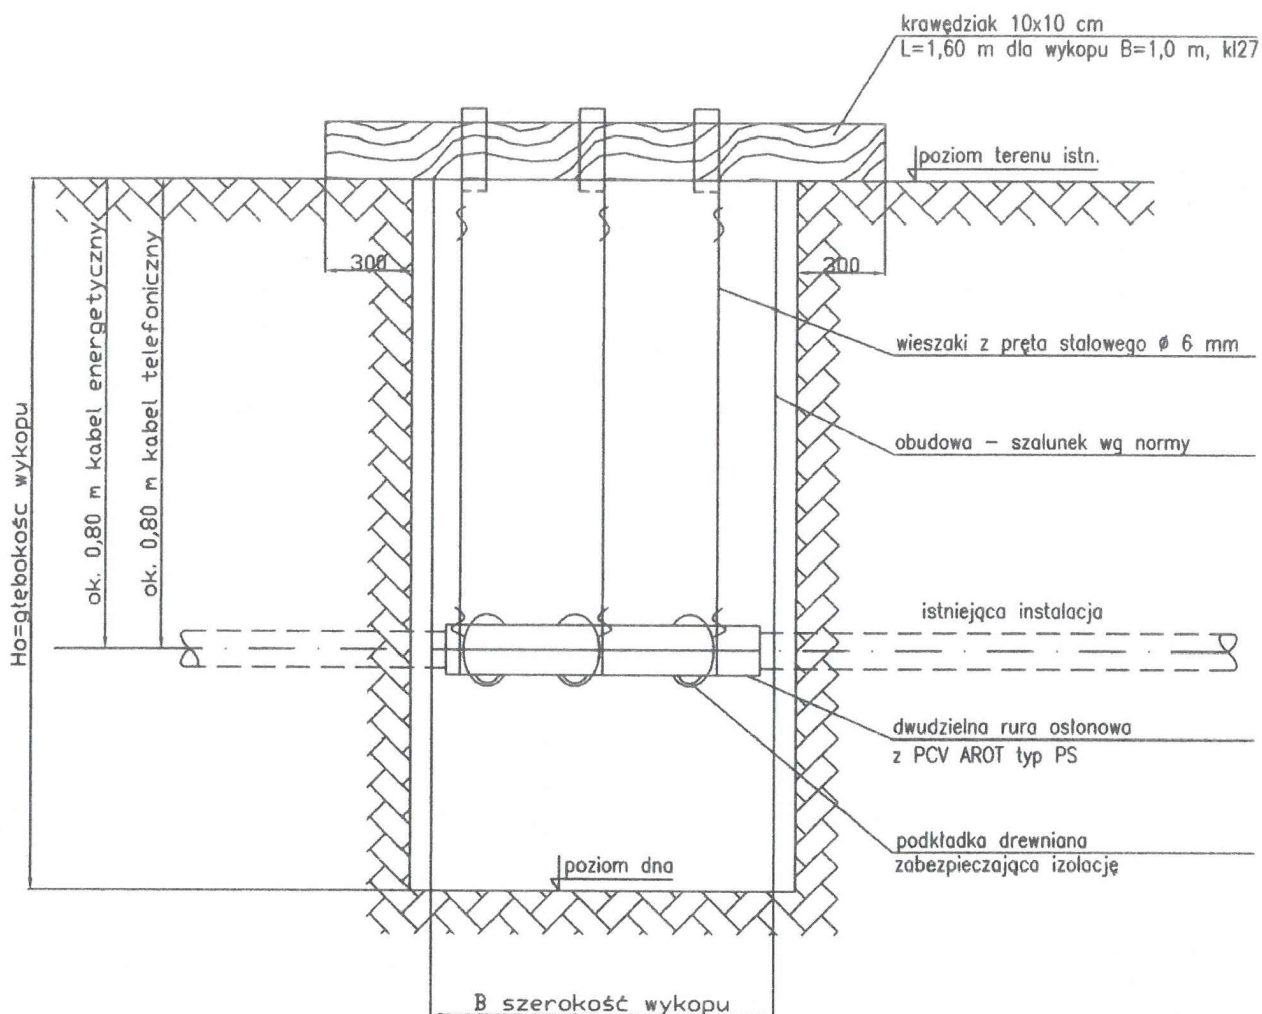 krawędziak 10x10 cm
L=1,60 m dla wykopu B=1,0 m, kl27
poziom terenu istn.
300
300
ok. 0,80 m kabel energetyczny
ok. 0,80 m kabel telefoniczny
Ho=głębokośc wykopu
wieszaki z pręta stalowego ø 6 mm
obudowa – szalunek wg normy
istniejąca instalacja
dwudzielna rura osłonowa
z PCV AROT typ PS
podkładka drewniana
zabezpieczająca izolację
poziom dna
B szerokość wykopu